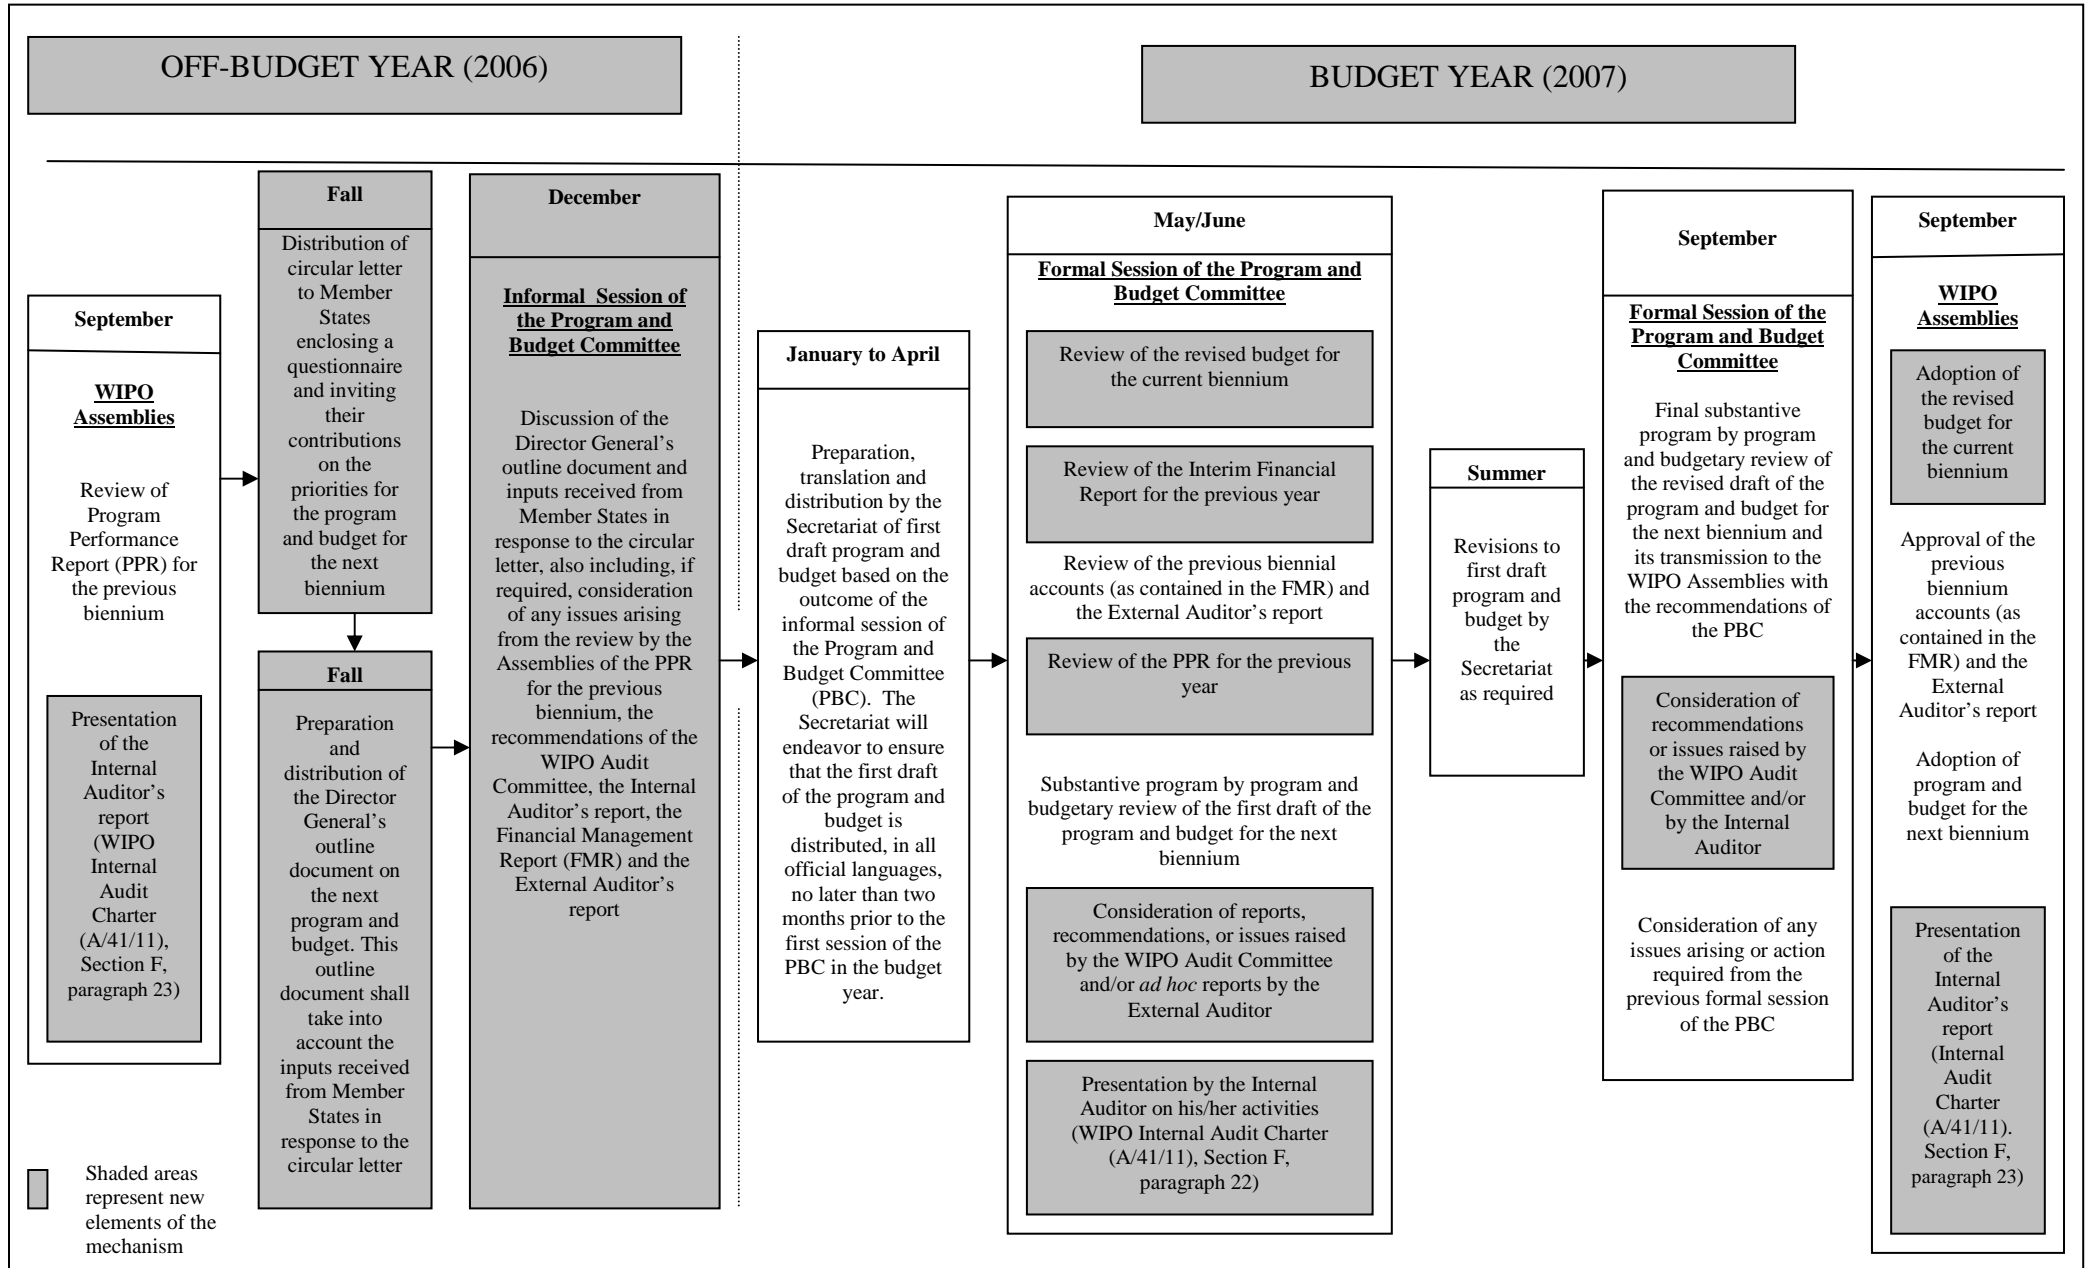 OFF-BUDGET YEAR (2006)
BUDGET YEAR (2007)
September
WIPO
Assemblies
Review of
Program
Performance
Report (PPR) for
the previous
biennium
Presentation
of the
Internal
Auditor’s
report
(WIPO
Internal
Audit
Charter
(A/41/11),
Section F,
paragraph 23)
Fall
Distribution of
circular letter
to Member
States
enclosing a
questionnaire
and inviting
their
contributions
on the
priorities for
the program
and budget for
the next
biennium
Fall
Preparation
and
distribution of
the Director
General’s
outline
document on
the next
program and
budget. This
outline
document shall
take into
account the
inputs received
from Member
States in
response to the
circular letter
December
Informal  Session of
the Program and
Budget Committee
Discussion of the
Director General’s
outline document and
inputs received from
Member States in
response to the circular
letter, also including, if
required, consideration
of any issues arising
from the review by the
Assemblies of the PPR
for the previous
biennium, the
recommendations of the
WIPO Audit
Committee, the Internal
Auditor’s report, the
Financial Management
Report (FMR) and the
External Auditor’s
report
January to April
Preparation,
translation and
distribution by the
Secretariat of first
draft program and
budget based on the
outcome of the
informal session of
the Program and
Budget Committee
(PBC).  The
Secretariat will
endeavor to ensure
that the first draft
of the program and
budget is
distributed, in all
official languages,
no later than two
months prior to the
first session of the
PBC in the budget
year.
May/June
Formal Session of the Program and
Budget Committee
Review of the revised budget for
the current biennium
Review of the Interim Financial
Report for the previous year
Review of the previous biennial
accounts (as contained in the FMR) and
the External Auditor’s report
Review of the PPR for the previous
year
Substantive program by program and
budgetary review of the first draft of the
program and budget for the next
biennium
Consideration of reports,
recommendations, or issues raised
by the WIPO Audit Committee
and/or ad hoc reports by the
External Auditor
Presentation by the Internal
Auditor on his/her activities
(WIPO Internal Audit Charter
(A/41/11), Section F,
paragraph 22)
Summer
Revisions to
first draft
program and
budget by
the
Secretariat
as required
September
Formal Session of the
Program and Budget
Committee
Final substantive
program by program
and budgetary review of
the revised draft of the
program and budget for
the next biennium and
its transmission to the
WIPO Assemblies with
the recommendations of
the PBC
Consideration of
recommendations
or issues raised by
the WIPO Audit
Committee and/or
by the Internal
Auditor
Consideration of any
issues arising or action
required from the
previous formal session
of the PBC
September
WIPO
Assemblies
Adoption of
the revised
budget for
the current
biennium
Approval of the
previous
biennium
accounts (as
contained in the
FMR) and the
External
Auditor’s report
Adoption of
program and
budget for the
next biennium
Presentation
of the
Internal
Auditor’s
report
(Internal
Audit
Charter
(A/41/11).
Section F,
paragraph 23)
Shaded areas
represent new
elements of the
mechanism